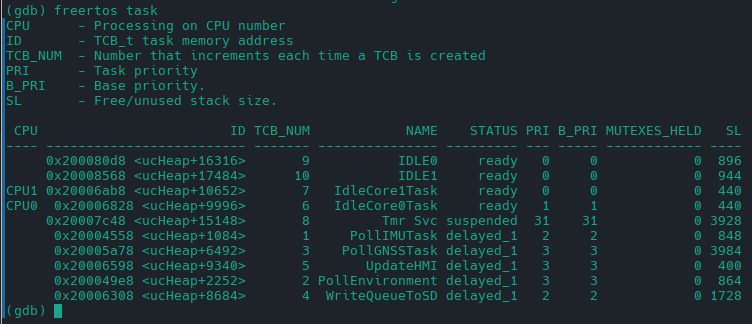 (gdb) freertos task
CPU      - Processing on CPU number
ID       - TCB_t task memory address
TCB_NUM  - Number that increments each time a TCB is created
PRI      - Task priority
B_PRI    - Base priority.
SL       - Free/unused stack size.
 CPU                         ID TCB_NUM            NAME      STATUS PRI B_PRI MUTEXES_HELD   SL
---- -------------------------- ------- --------------- ----------- --- ----- ------------ ----
     0x200080d8 <ucHeap+16316>       9           IDLE0       ready   0     0            0  896
     0x20008568 <ucHeap+17484>      10           IDLE1       ready   0     0            0  944
CPU1 0x20006ab8 <ucHeap+10652>       7   IdleCore1Task       ready   0     0            0  440
CPU0  0x20006828 <ucHeap+9996>       6   IdleCore0Task       ready   1     1            0  440
     0x20007c48 <ucHeap+15148>       8         Tmr Svc   suspended  31    31            0 3928
      0x20004558 <ucHeap+1084>       1     PollIMUTask   delayed_1   2     2            0  848
      0x20005a78 <ucHeap+6492>       3    PollGNSSTask   delayed_1   3     3            0 3984
      0x20006598 <ucHeap+9340>       5       UpdateHMI   delayed_1   3     3            0  400
      0x200049e8 <ucHeap+2252>       2 PollEnvironment   delayed_1   3     3            0  864
      0x20006308 <ucHeap+8684>       4  WriteQueueToSD   delayed_1   2     2            0 1728
(gdb)